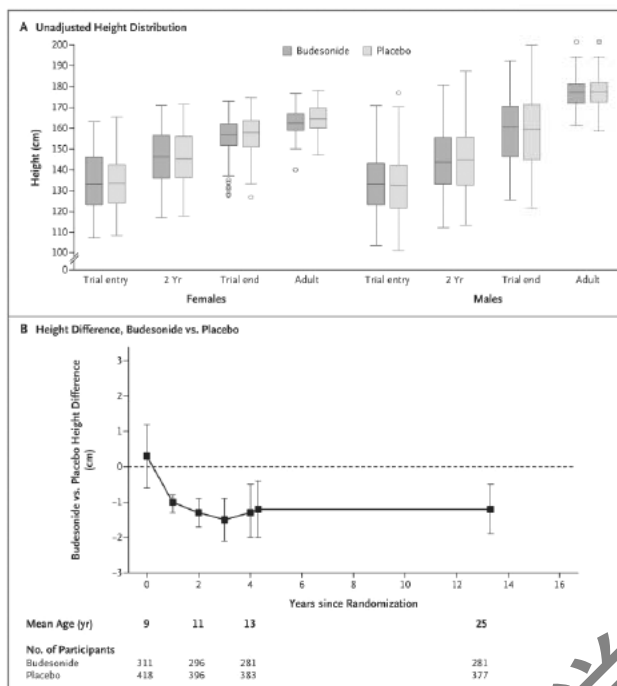 A Unadjusted Height Distribution
Budesonide Placebo
Height (cm)
200
190
180
170
160
150
140
130
120
110
100
0
Trial entry 2 Yr Trial end Adult Trial entry 2 Yr Trial end Adult
Females Males
B Height Difference, Budesonide vs. Placebo
Budesonide vs. Placebo Height Difference
(cm)
3
2
1
0
−1
−2
−3
0 2 4 6 8 10 12 14 16
Years since Randomization
Mean Age (yr) 9 11 13 25
No. of Participants
Budesonide 311 296 281 281
Placebo 418 396 383 377